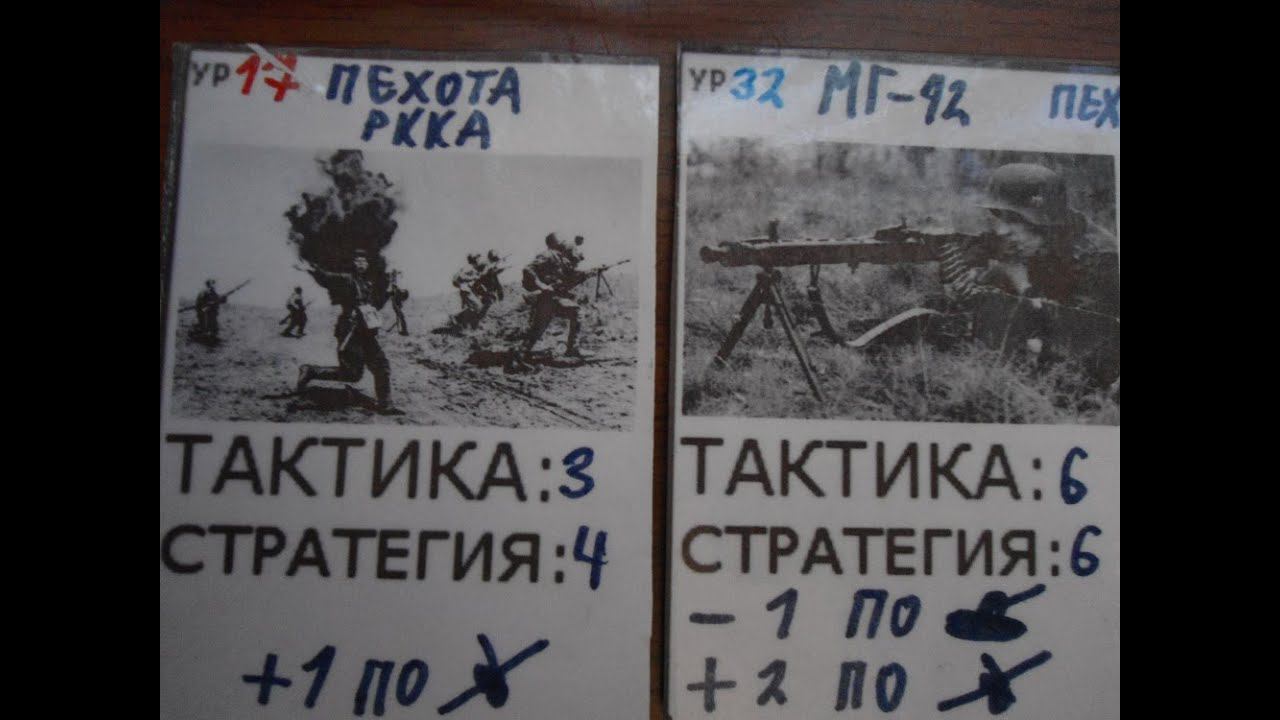 УР 17 ПЕХОТА
РККА
ТАКТИКА: 3
СТРАТЕГИЯ: 4
+1 ПО
УР 32 МГ-42 ПЕХ
ТАКТИКА: 6
СТРАТЕГИЯ: 6
- 1 ПО
+ 2 ПО